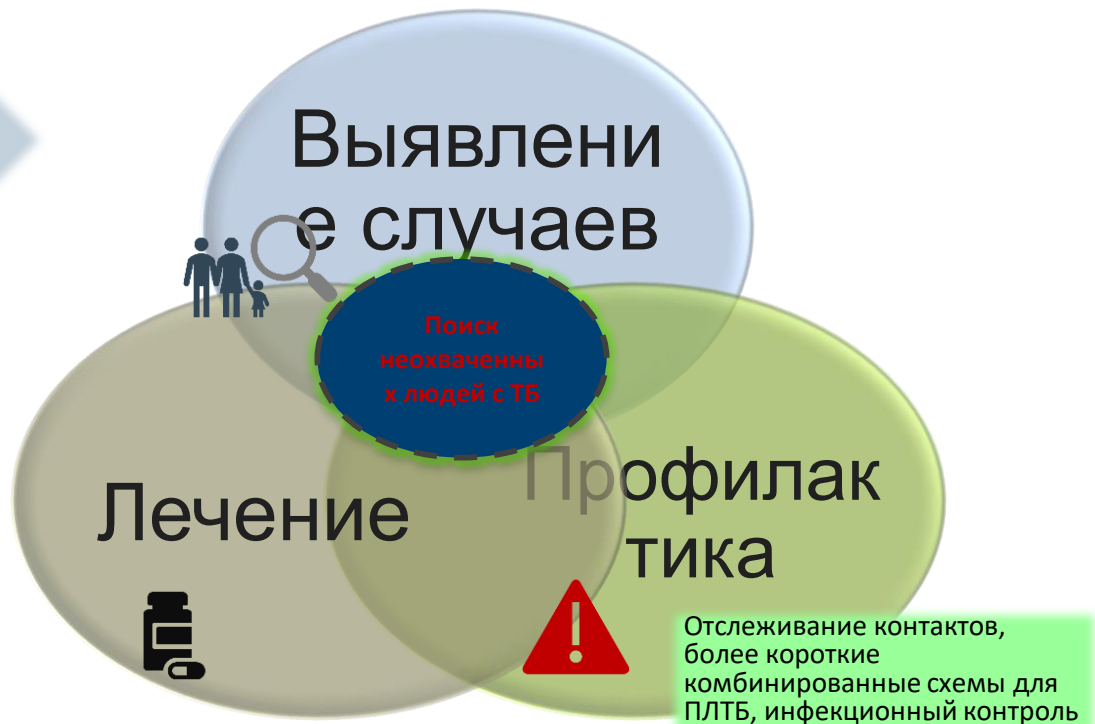 Выявлени
е случаев
Поиск
неохваченны
х людей с ТБ
Лечение
Профилак
тика
Отслеживание контактов,
более короткие
комбинированные схемы для
ПЛТБ, инфекционный контроль